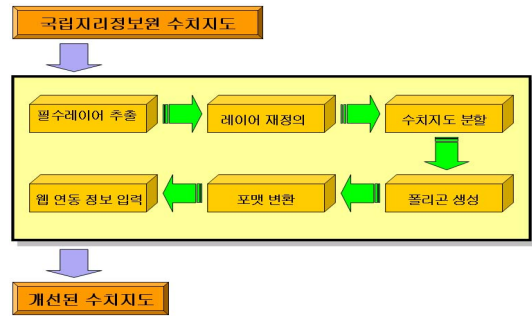 국립지리정보원 수치지도
필수레이어 추출
레이어 재정의
수치지도 분할
폴리곤 생성
포맷 변환
웹 연동 정보 입력
개선된 수치지도